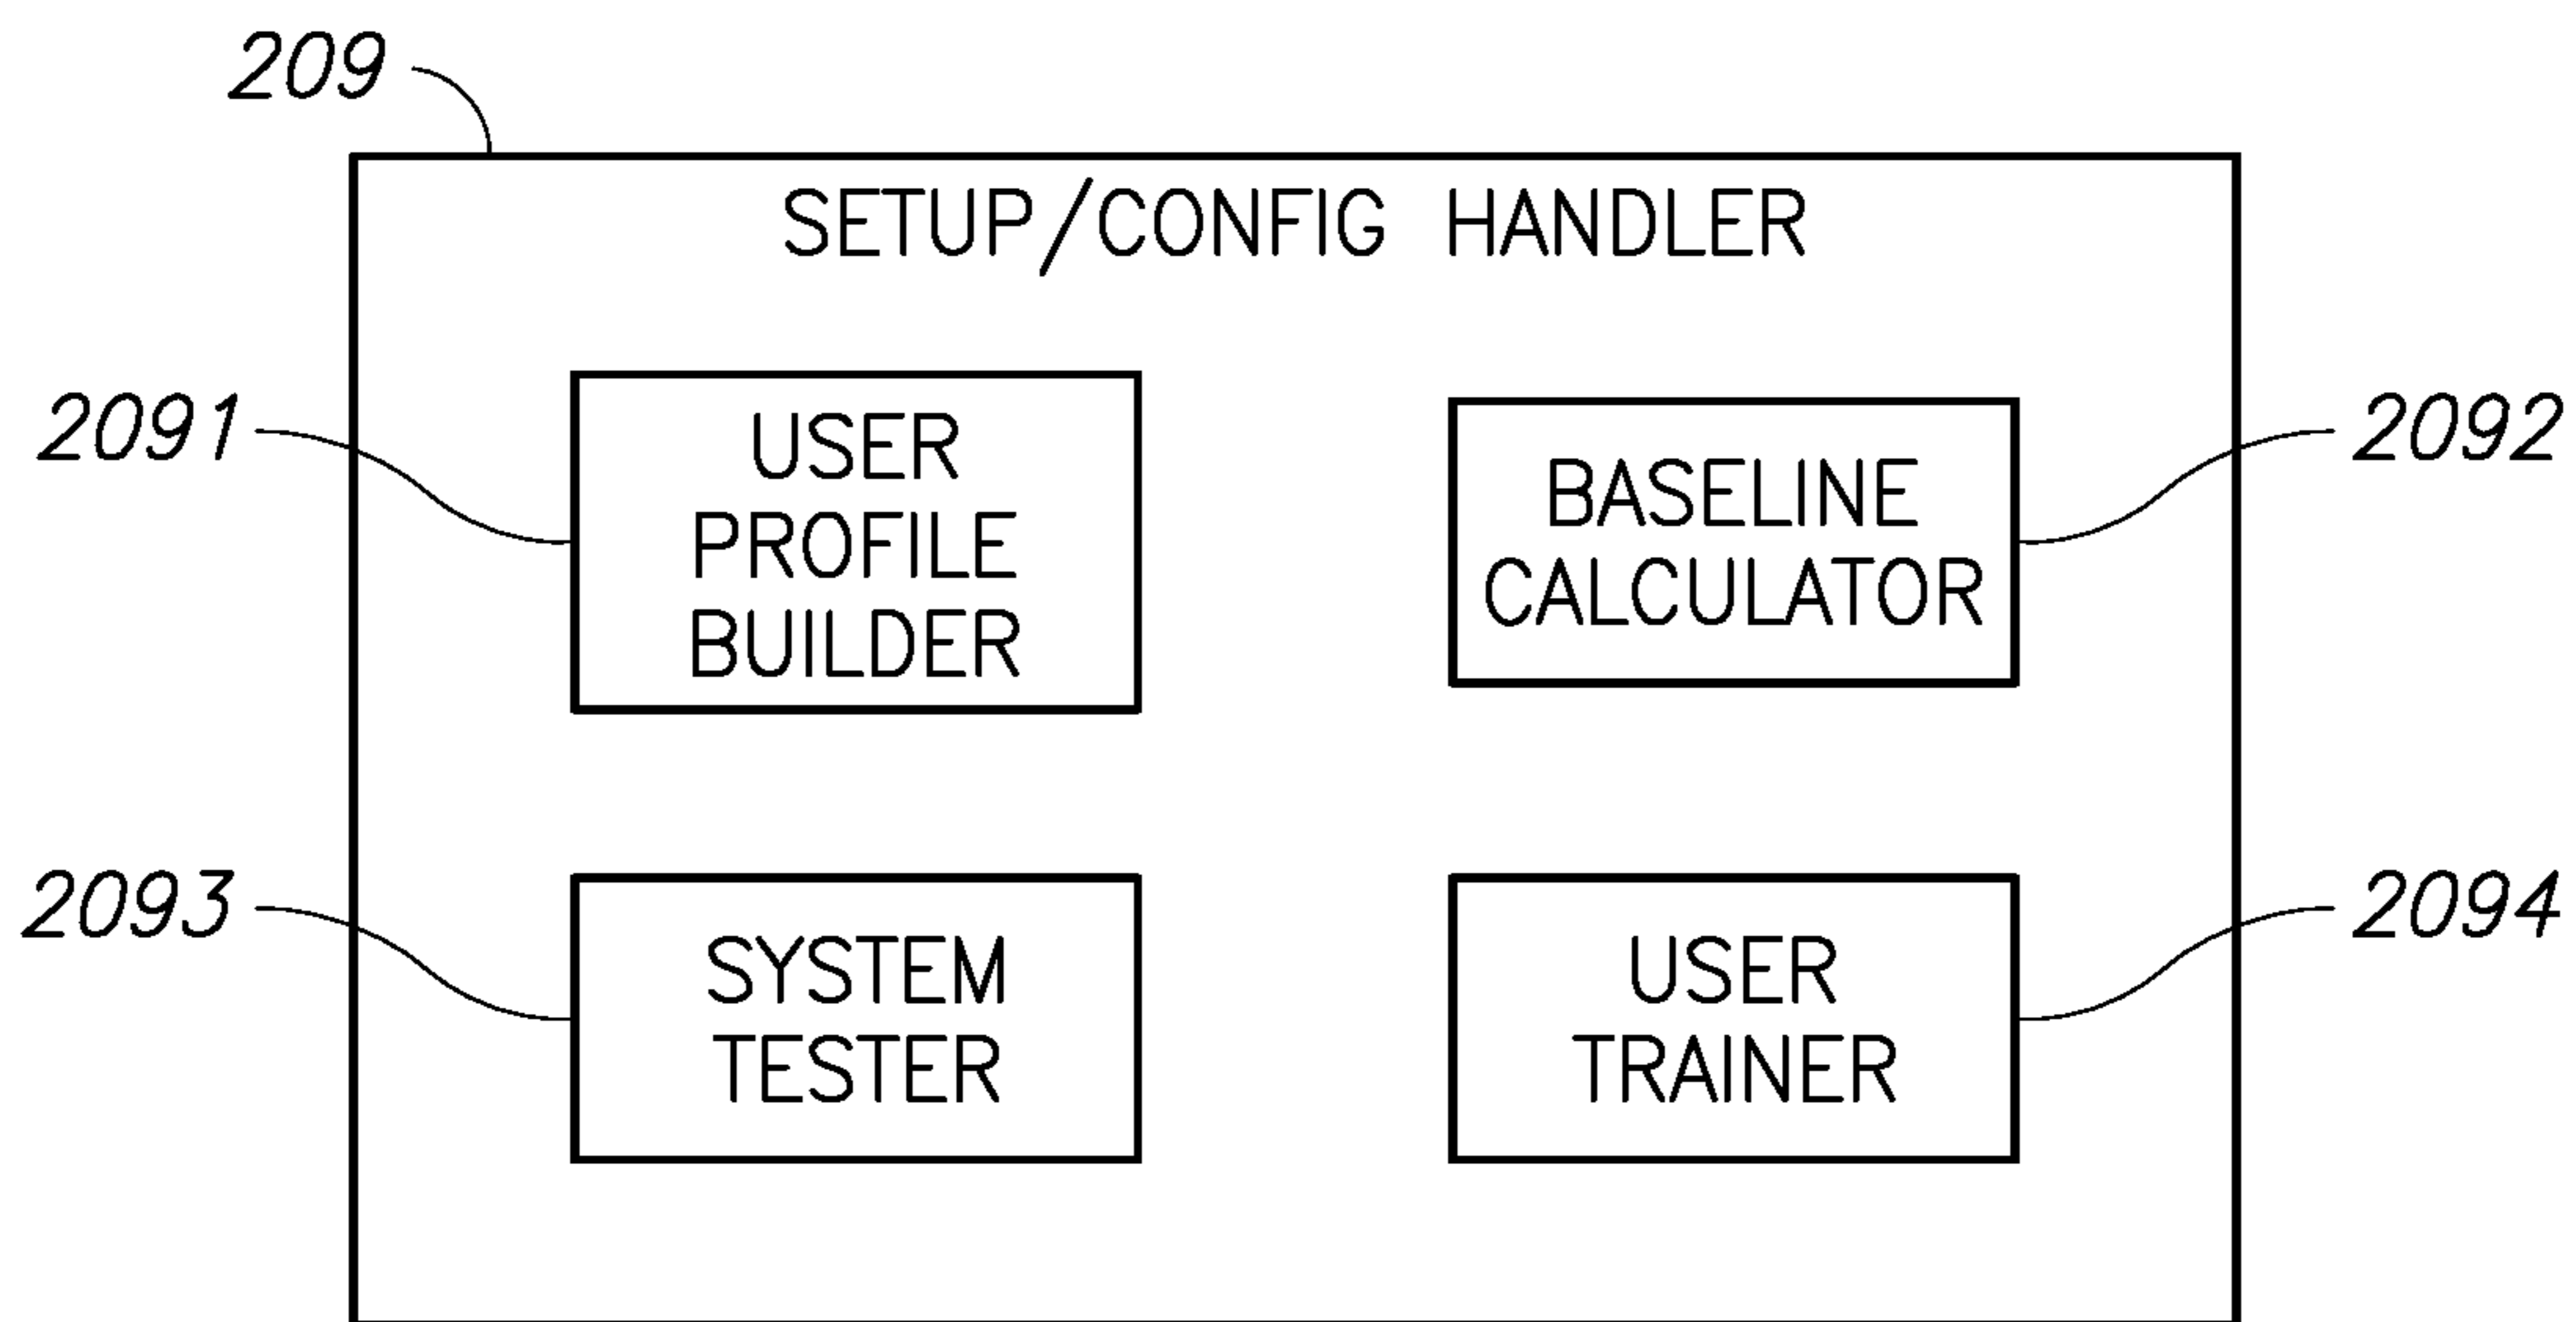 209
SETUP/CONFIG HANDLER
2091
USER
PROFILE
BUILDER
BASELINE
CALCULATOR
2092
2093
SYSTEM
TESTER
USER
TRAINER
2094